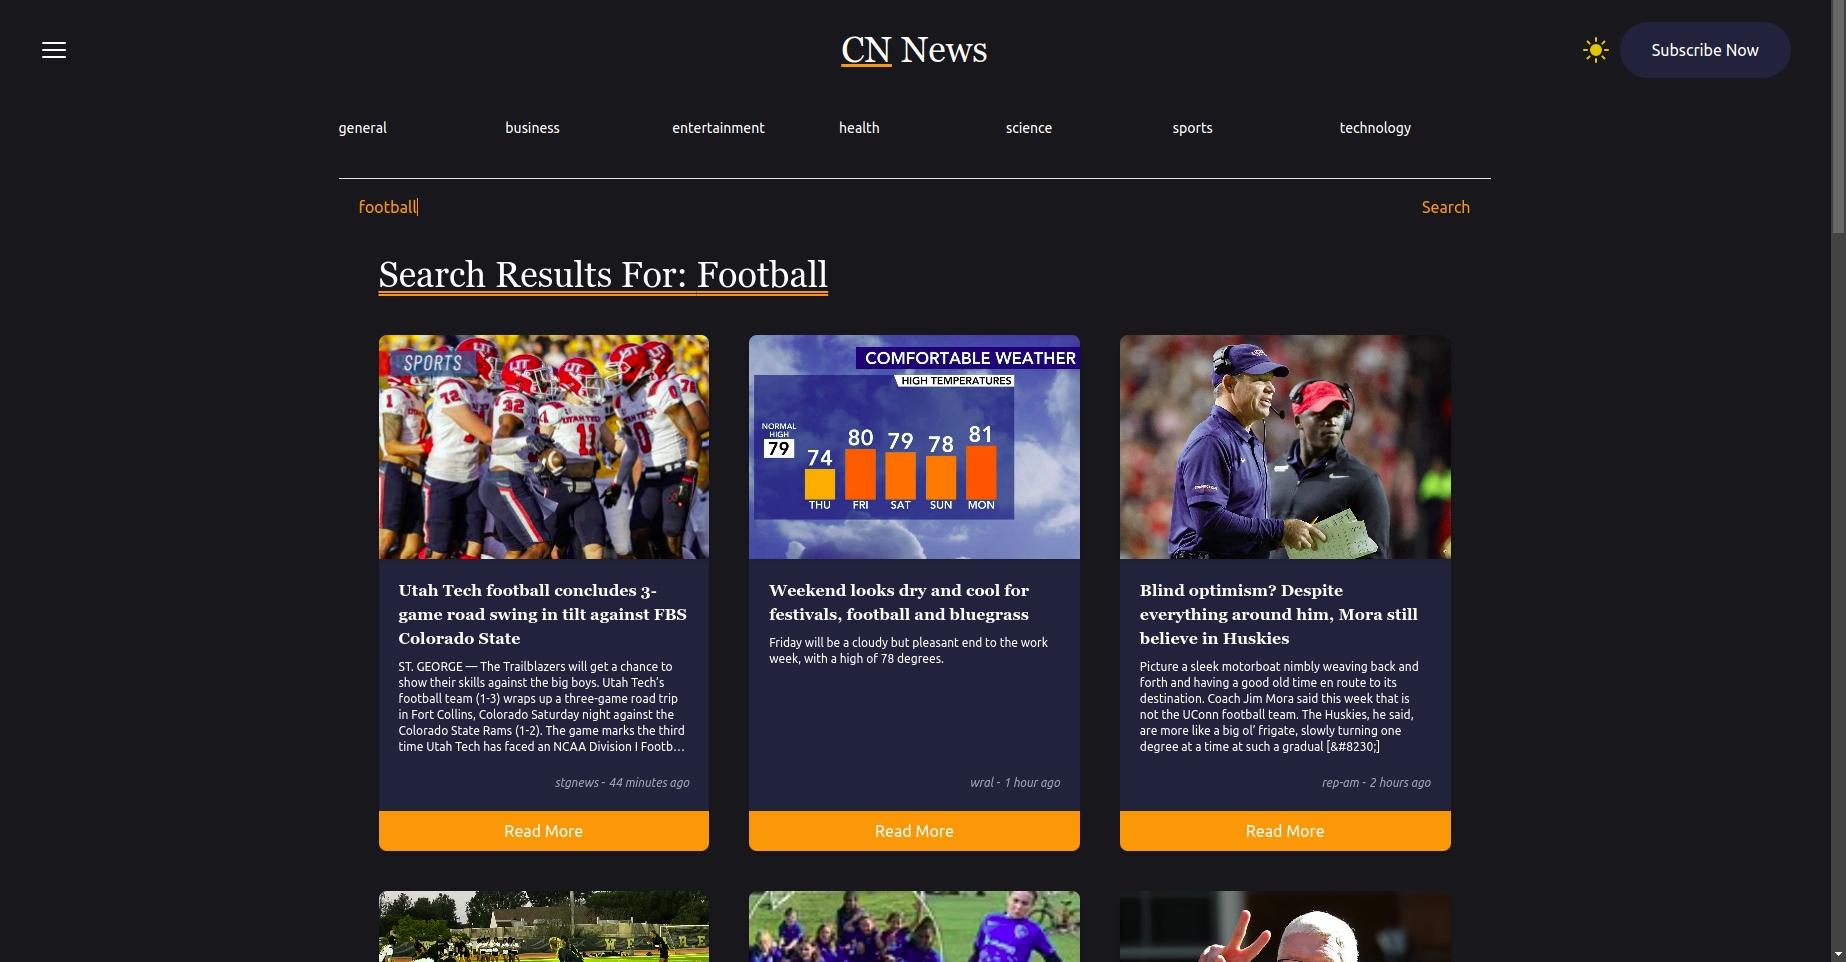 CN News
Subscribe Now
general business entertainment health science sports technology
football Search
Search Results For: Football
SPORTS
Utah Tech football concludes 3-
game road swing in tilt against FBS
Colorado State
ST. GEORGE — The Trailblazers will get a chance to
show their skills against the big boys. Utah Tech’s
football team (1-3) wraps up a three-game road trip
in Fort Collins, Colorado Saturday night against the
Colorado State Rams (1-2). The game marks the third
time Utah Tech has faced an NCAA Division I Footb…
stgnews - 44 minutes ago
Read More
COMFORTABLE WEATHER
HIGH TEMPERATURES
NORMAL
HIGH
79
74 80 79 78 81
THU FRI SAT SUN MON
Weekend looks dry and cool for
festivals, football and bluegrass
Friday will be a cloudy but pleasant end to the work
week, with a high of 78 degrees.
wral - 1 hour ago
Read More
Blind optimism? Despite
everything around him, Mora still
believe in Huskies
Picture a sleek motorboat nimbly weaving back and
forth and having a good old time en route to its
destination. Coach Jim Mora said this week that is
not the UConn football team. The Huskies, he said,
are more like a big ol’ frigate, slowly turning one
degree at a time at such a gradual [&#8230;]
rep-am - 2 hours ago
Read More